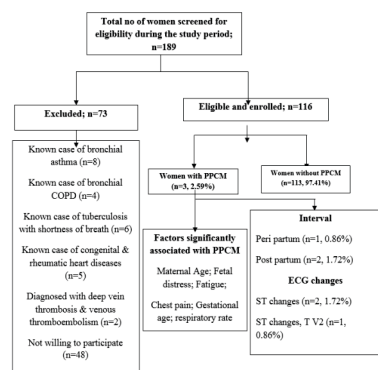 Total no of women screened for
eligibility during the study period;
n=189
Excluded; n=73
Eligible and enrolled; n=116
Known case of bronchial
asthma (n=8)
Known case of bronchial
COPD (n=4)
Known case of tuberculosis
with shortness of breath (n=6)
Known case of congenital &
rheumatic heart diseases
(n=5)
Diagnosed with deep vein
thrombosis & venous
thromboembolism (n=2)
Not willing to participate
(n=48)
Women with PPCM
(n=3, 2.59%)
Women without PPCM
(n=113, 97.41%)
Factors significantly
associated with PPCM
Maternal Age; Fetal
distress; Fatigue;
Chest pain; Gestational
age; respiratory rate
Interval
Peri partum (n=1, 0.86%)
Post partum (n=2, 1.72%)
ECG changes
ST changes (n=2, 1.72%)
ST changes, T V2 (n=1,
0.86%)